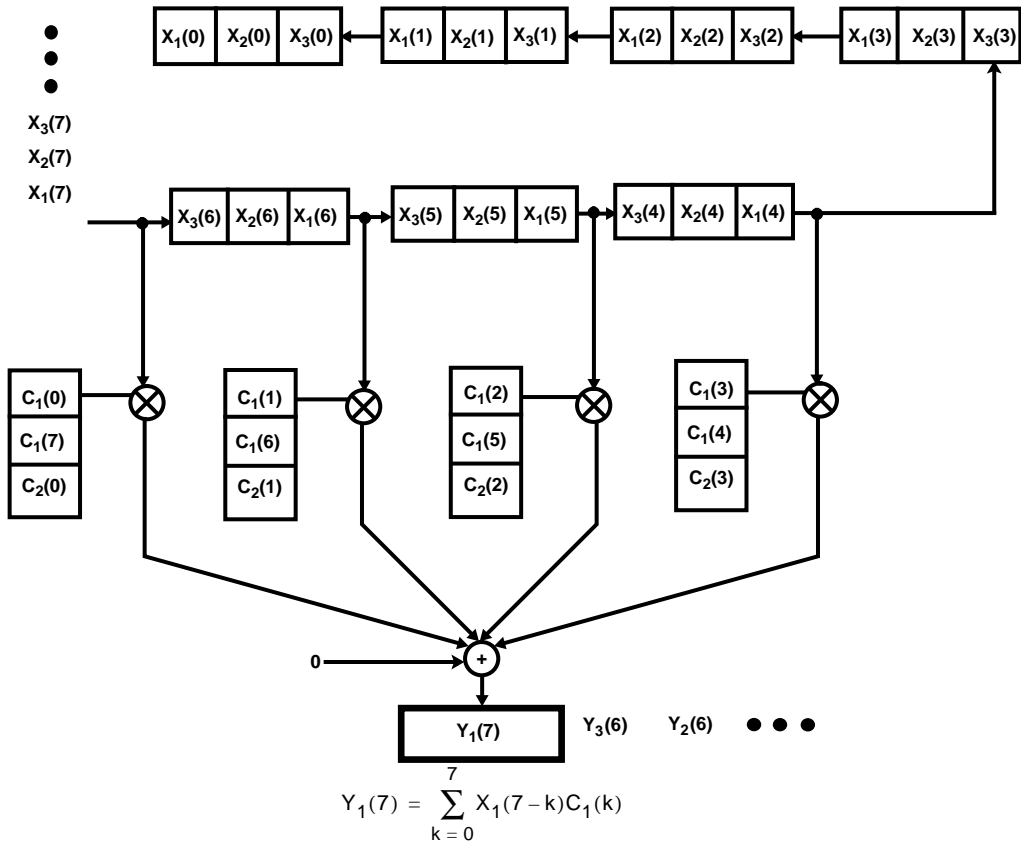 X₁(0) X₂(0) X₃(0) X₁(1) X₂(1) X₃(1) X₁(2) X₂(2) X₃(2) X₁(3) X₂(3) X₃(3)
X₃(7)
X₂(7)
X₁(7)
X₃(6) X₂(6) X₁(6) X₃(5) X₂(5) X₁(5) X₃(4) X₂(4) X₁(4)
C₁(0) C₁(1) C₁(2) C₁(3)
C₁(7) C₁(6) C₁(5) C₁(4)
C₂(0) C₂(1) C₂(2) C₂(3)
0 +
Y₁(7) Y₃(6) Y₂(6)
7
Y₁(7) = ∑ X₁(7 – k)C₁(k)
k = 0